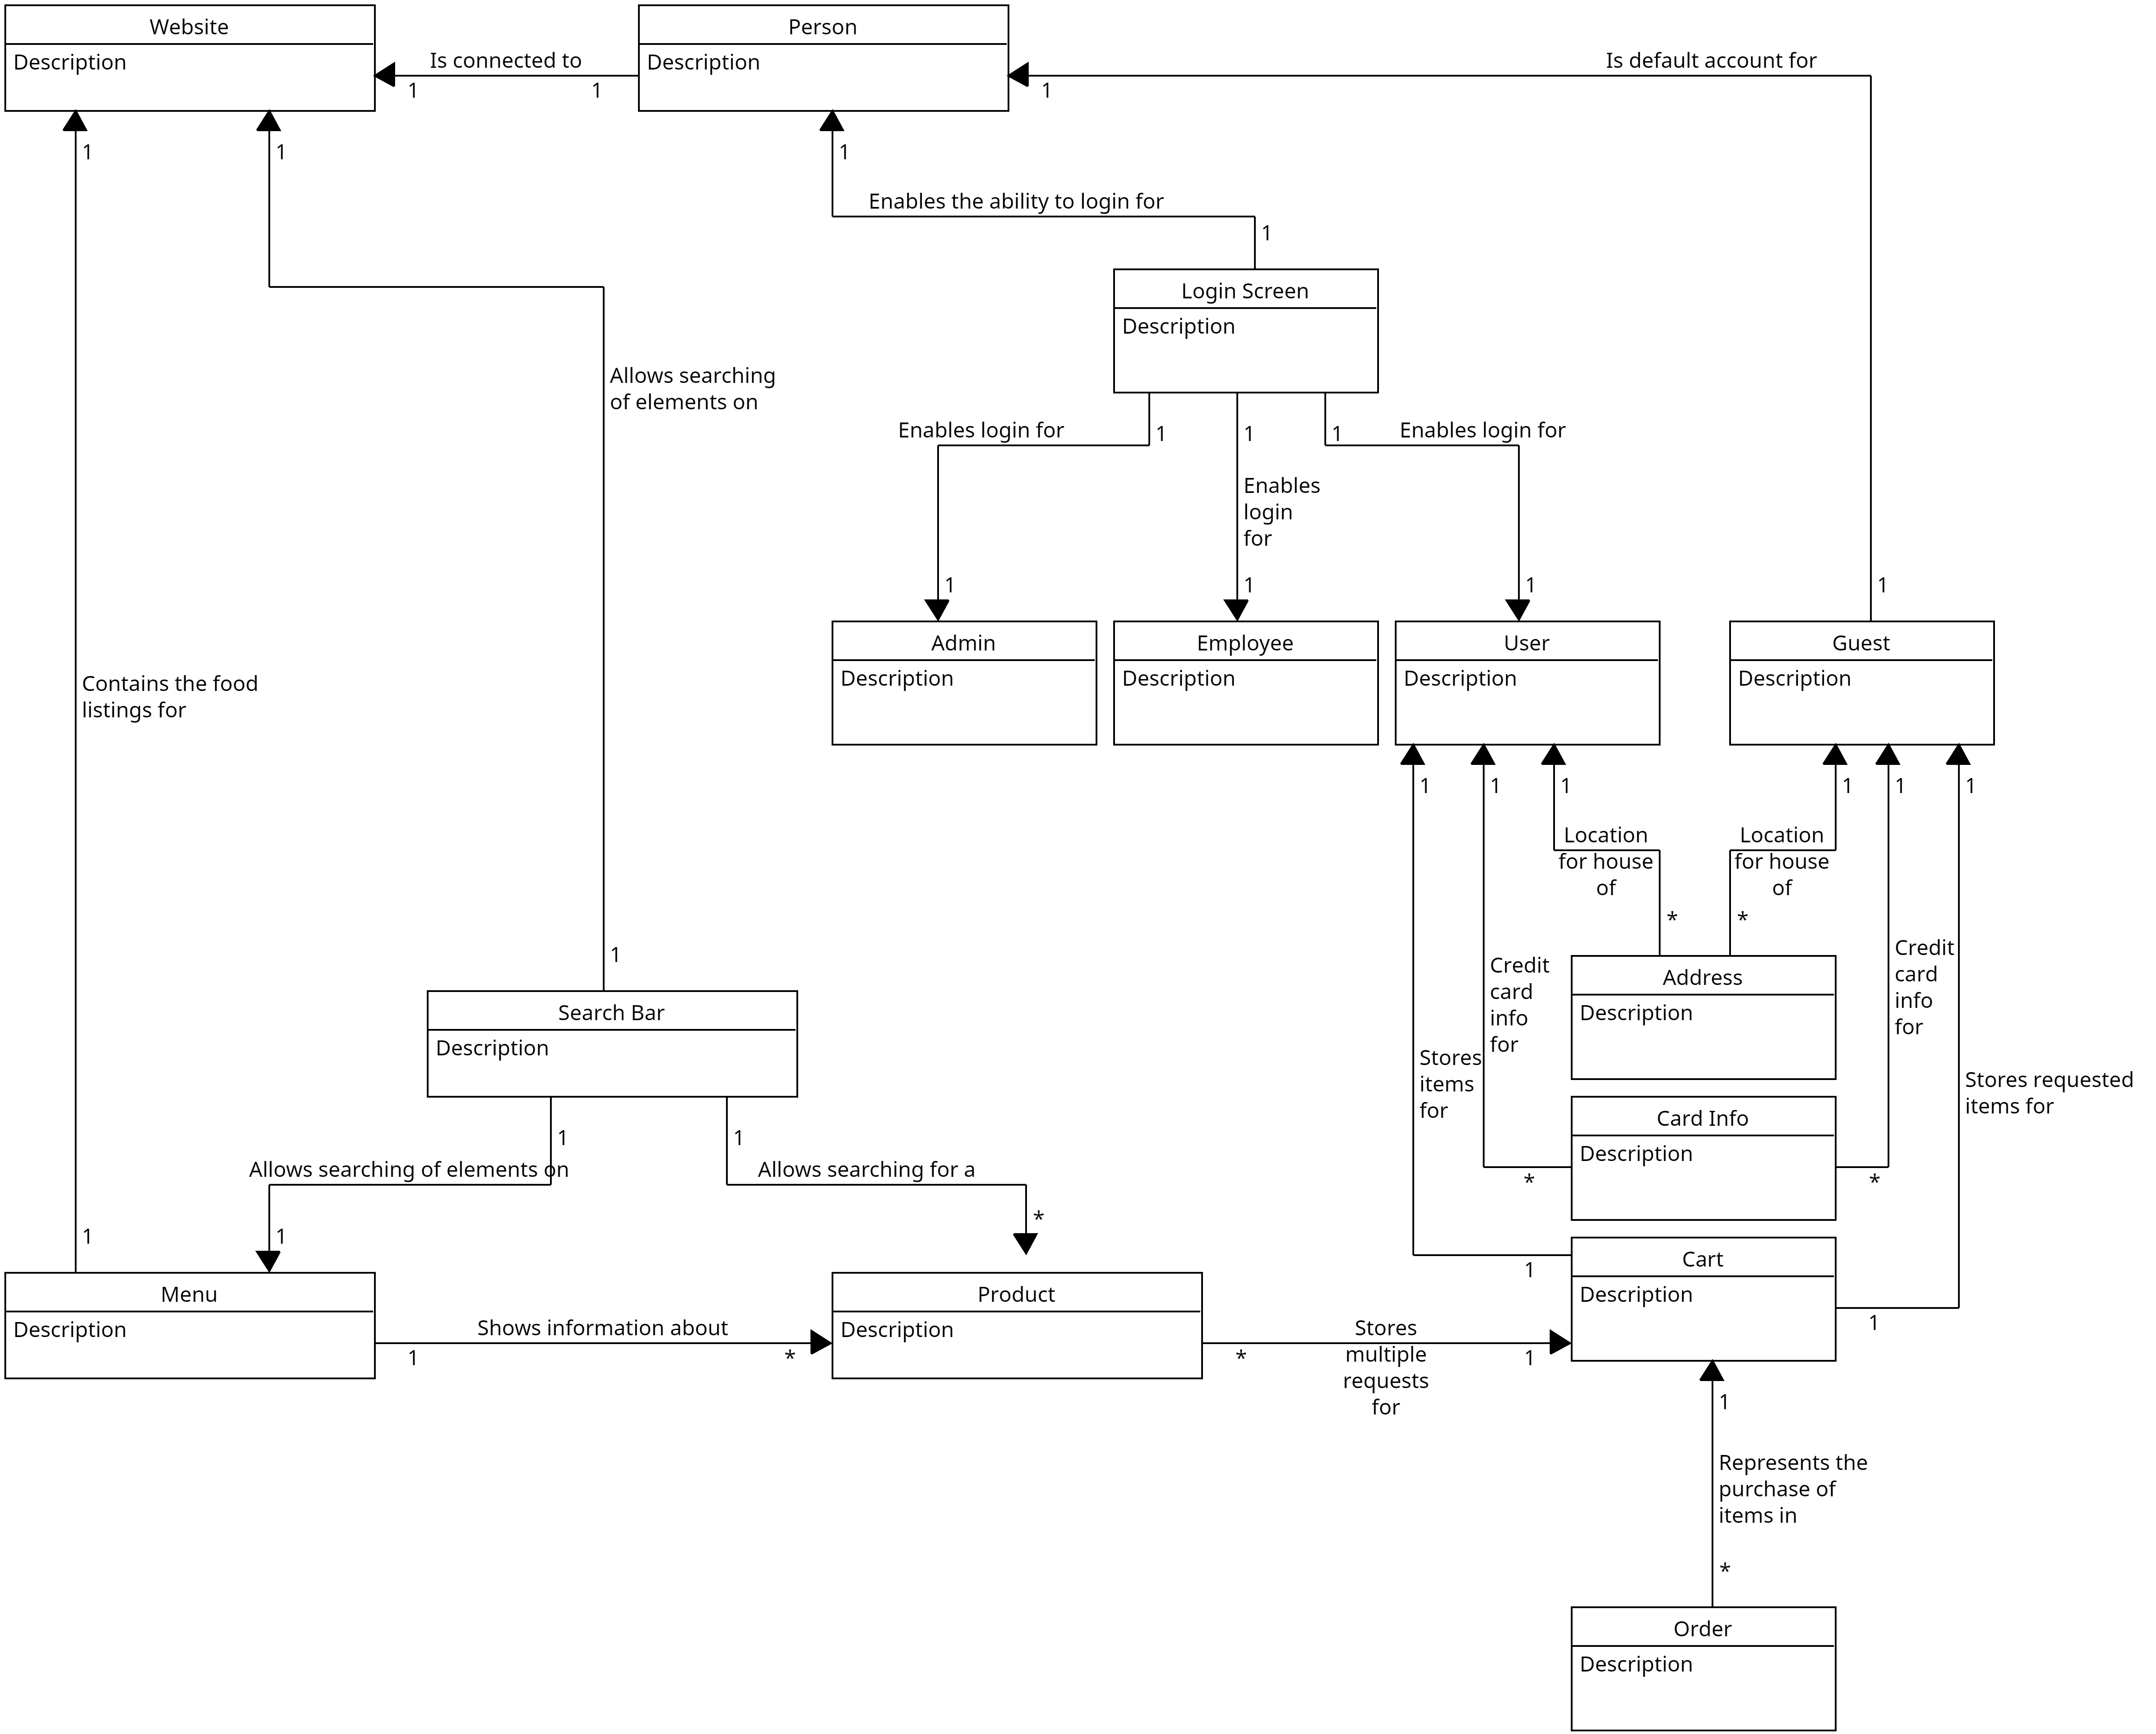 Website
Description
Is connected to
1
1
Person
Description
Is default account for
1
1
1
1
Enables the ability to login for
1
Login Screen
Description
Allows searching
of elements on
Enables login for
1
1
1
Enables login for
Enables
login
for
1
1
1
1
Contains the food
listings for
Admin
Description
Employee
Description
User
Description
Guest
Description
1
1
1
1
1
1
Location
for house
of
Location
for house
of
*
*
1
Search Bar
Description
Credit
card
info
for
Address
Description
Credit
card
info
for
Stores
items
for
Stores requested
items for
1
1
Allows searching of elements on
Allows searching for a
Card Info
Description
*
*
1
1
*
Menu
Description
Shows information about
1
*
Product
Description
Stores
multiple
requests
for
*
1
1
Cart
Description
1
1
Represents the
purchase of
items in
*
Order
Description